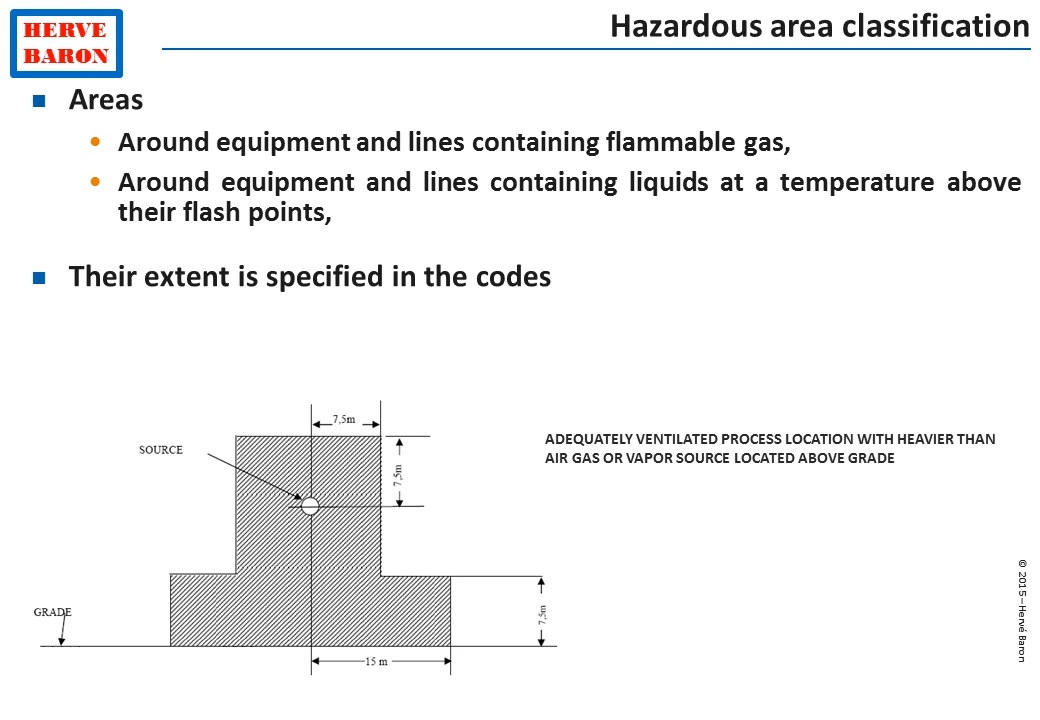 HERVE
BARON
Hazardous area classification
Areas
Around equipment and lines containing flammable gas,
Around equipment and lines containing liquids at a temperature above
their flash points,
Their extent is specified in the codes
7,5m
SOURCE
7,5m
ADEQUATELY VENTILATED PROCESS LOCATION WITH HEAVIER THAN
AIR GAS OR VAPOR SOURCE LOCATED ABOVE GRADE
GRADE
7,5m
15 m
© 2015 – Hervé Baron